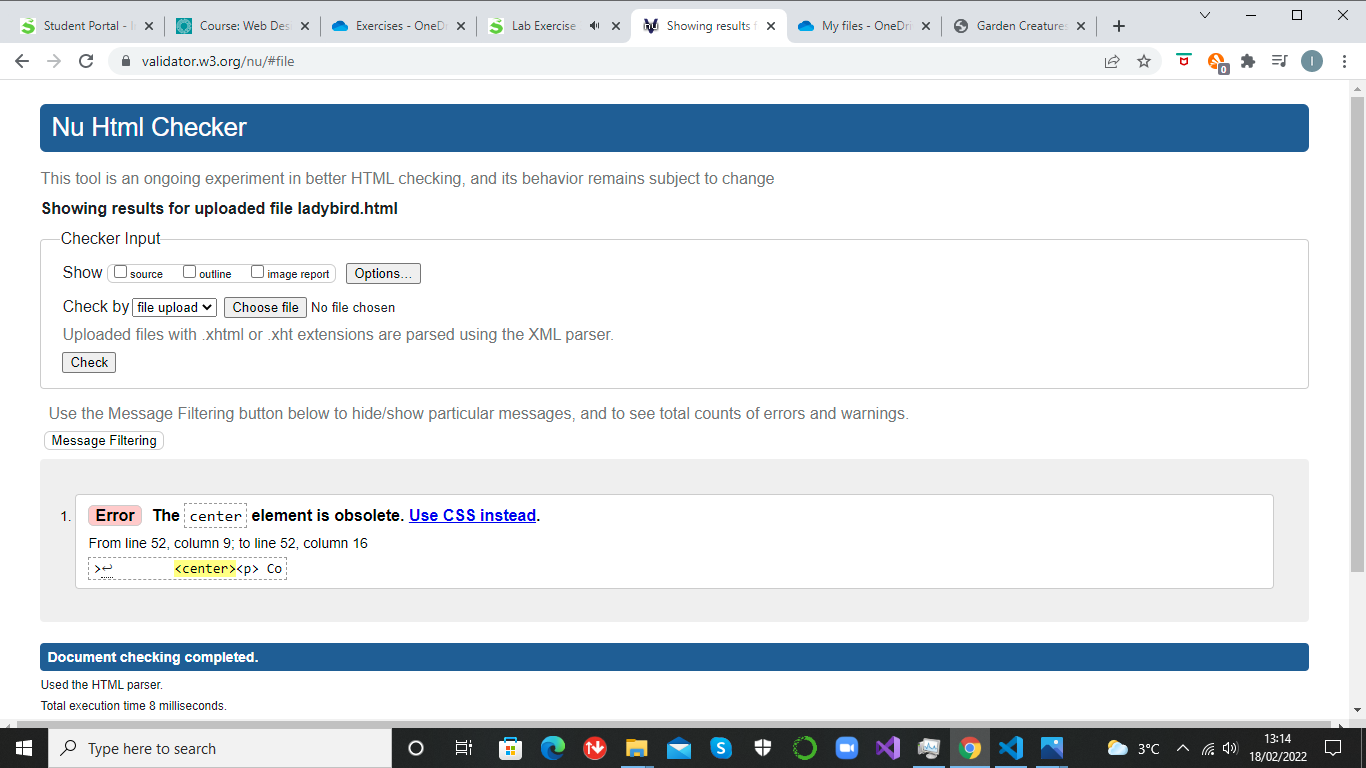 Student Portal - I
Course: Web Des
Exercises - OneD
Lab Exercise
Showing results f
My files - OneDri
Garden Creature
validator.w3.org/nu/#file
0
I
Nu Html Checker
This tool is an ongoing experiment in better HTML checking, and its behavior remains subject to change
Showing results for uploaded file ladybird.html
Checker Input
Show source outline image report Options...
Check by file upload Choose file No file chosen
Uploaded files with .xhtml or .xht extensions are parsed using the XML parser.
Check
Use the Message Filtering button below to hide/show particular messages, and to see total counts of errors and warnings.
Message Filtering
1. Error The center element is obsolete. Use CSS instead.
From line 52, column 9; to line 52, column 16
>↩ <center><p> Co
Document checking completed.
Used the HTML parser.
Total execution time 8 milliseconds.
Type here to search
3°C
13:14
18/02/2022